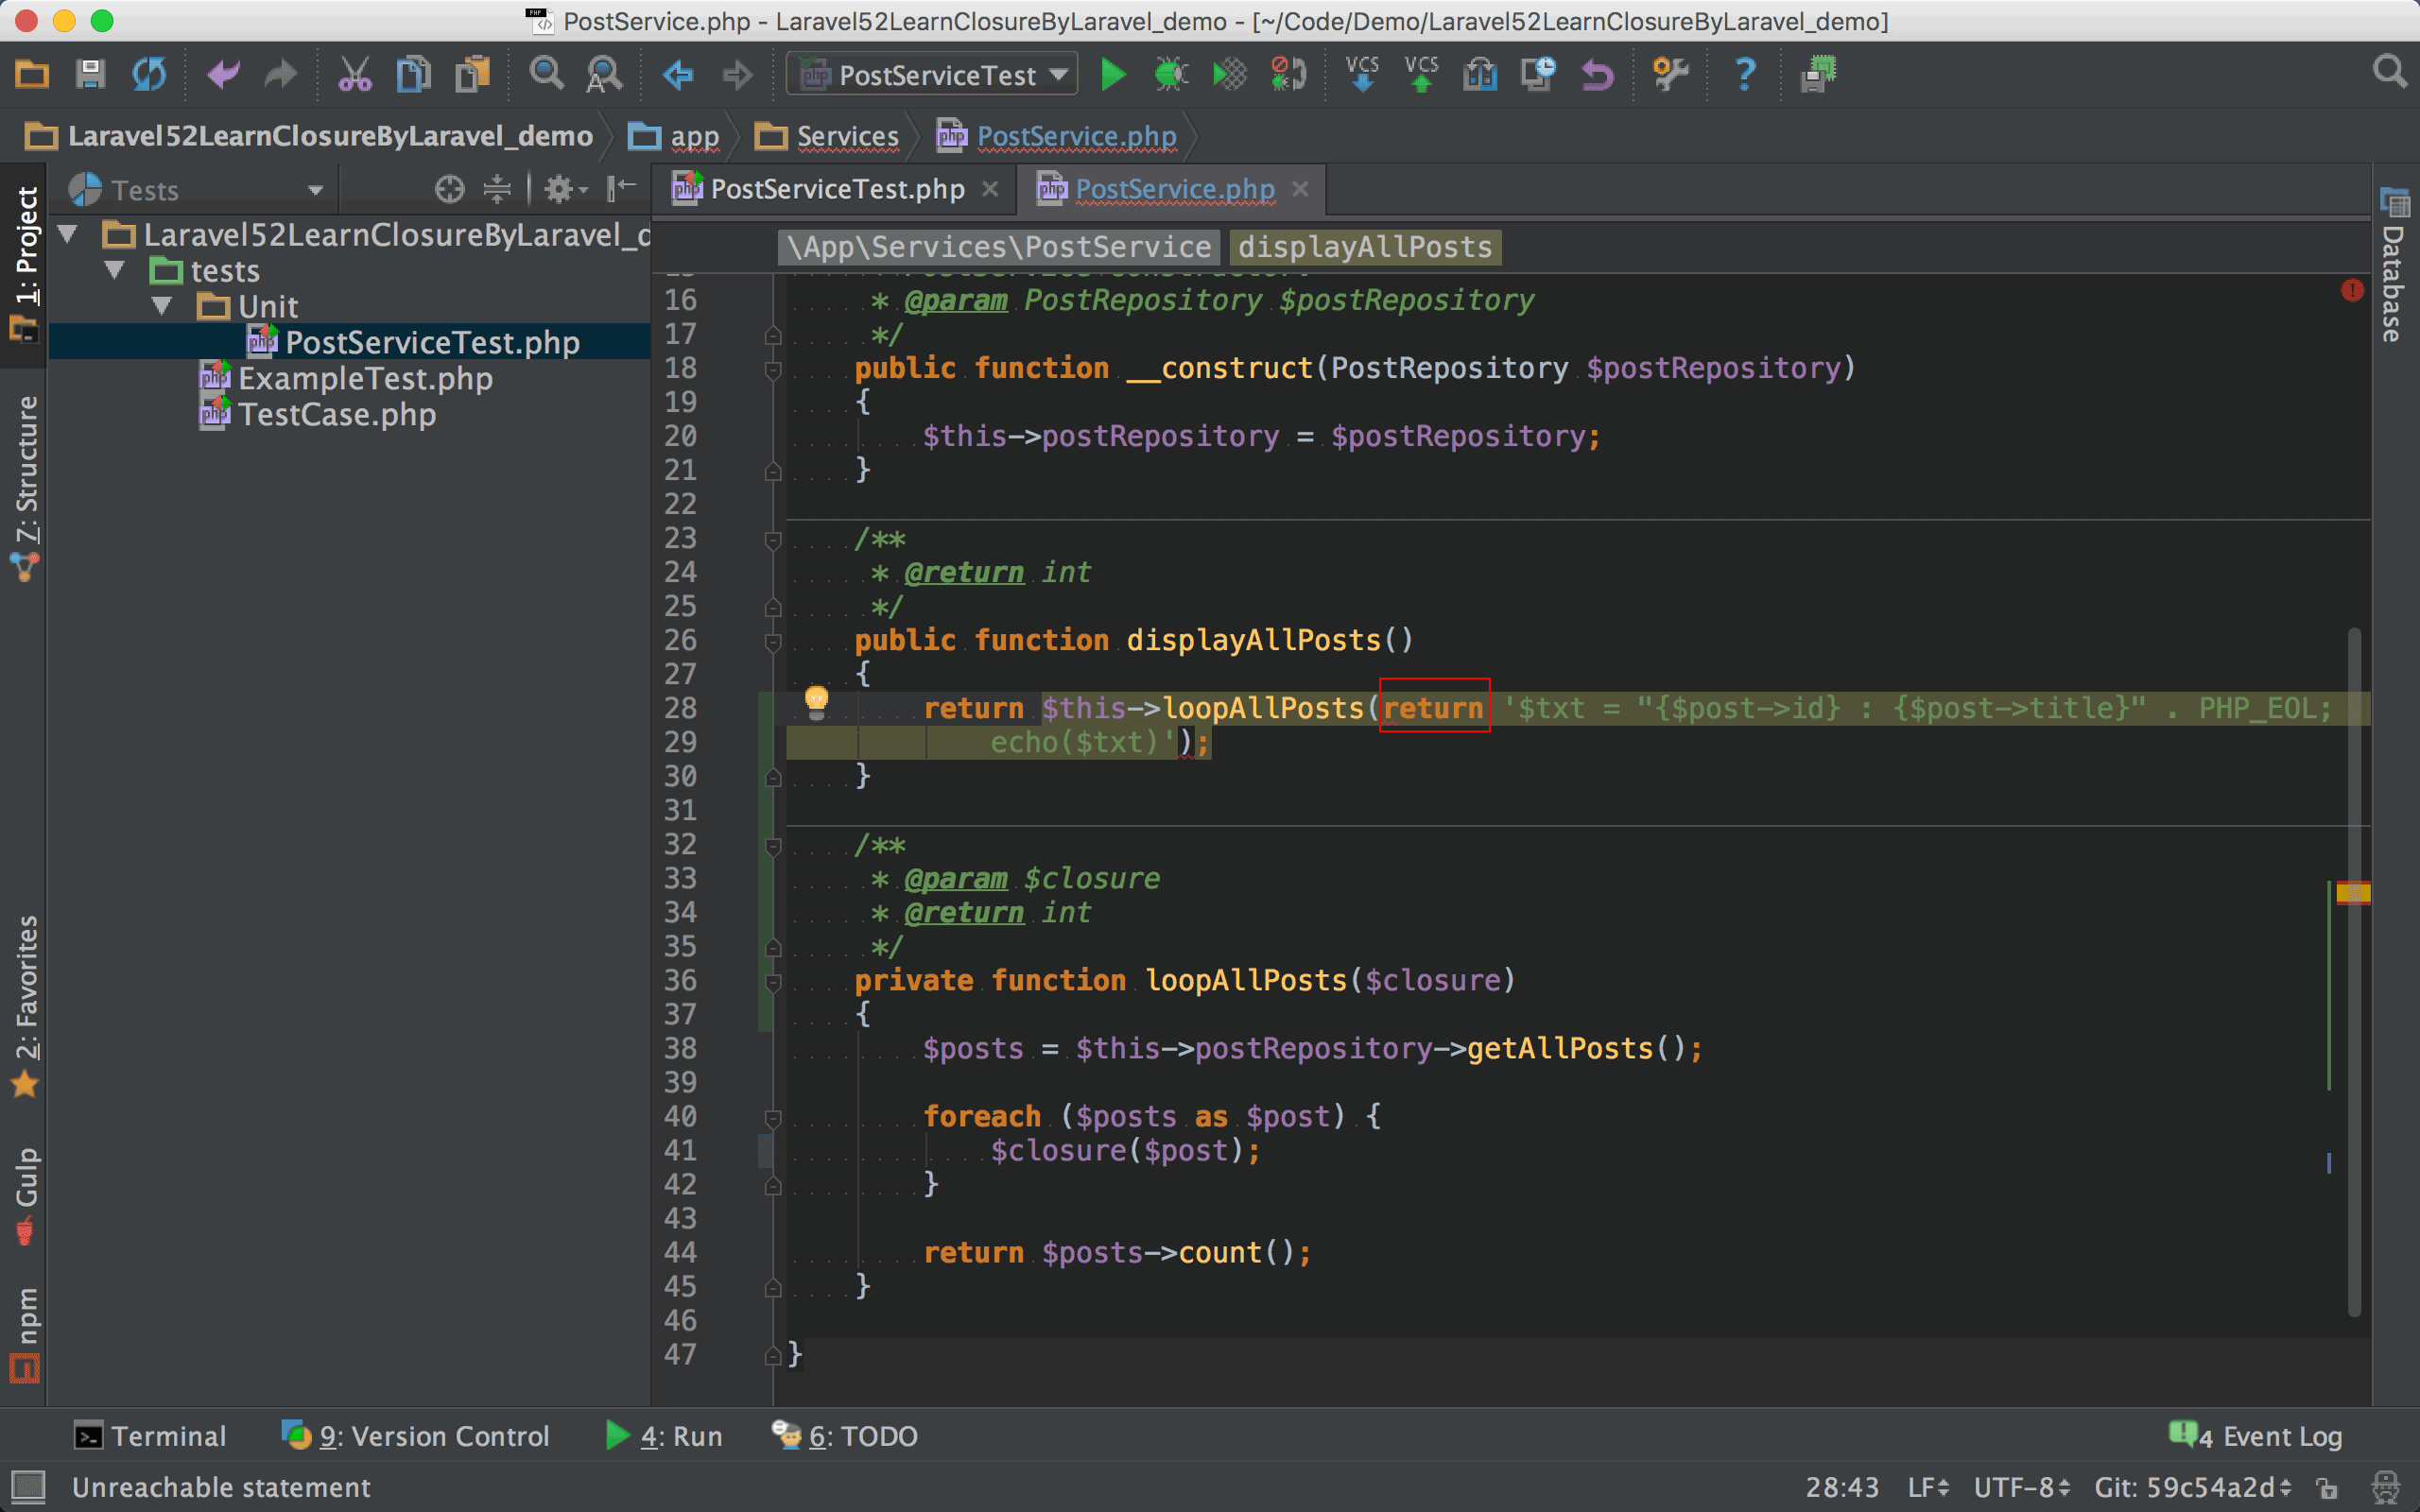 PostService.php - Laravel52LearnClosureByLaravel_demo - [~/Code/Demo/Laravel52LearnClosureByLaravel_demo]
PostServiceTest
VCS VCS
Laravel52LearnClosureByLaravel_demo app Services PostService.php
Tests
PostServiceTest.php PostService.php
1: Project
7: Structure
2: Favorites
Gulp
npm
Laravel52LearnClosureByLaravel_d
tests
Unit
PostServiceTest.php
ExampleTest.php
TestCase.php
\App\Services\PostService displayAllPosts
16 * @param PostRepository $postRepository
17 */
18 public function __construct(PostRepository $postRepository)
19 {
20 $this->postRepository = $postRepository;
21 }
22
23 /**
24 * @return int
25 */
26 public function displayAllPosts()
27 {
28 return $this->loopAllPosts(return '$txt = "{$post->id} : {$post->title}" . PHP_EOL;
29 echo($txt)');
30 }
31
32 /**
33 * @param $closure
34 * @return int
35 */
36 private function loopAllPosts($closure)
37 {
38 $posts = $this->postRepository->getAllPosts();
39
40 foreach ($posts as $post) {
41 $closure($post);
42 }
43
44 return $posts->count();
45 }
46
47 }
Database
Terminal 9: Version Control 4: Run 6: TODO 4 Event Log
Unreachable statement 28:43 LF UTF-8 Git: 59c54a2d